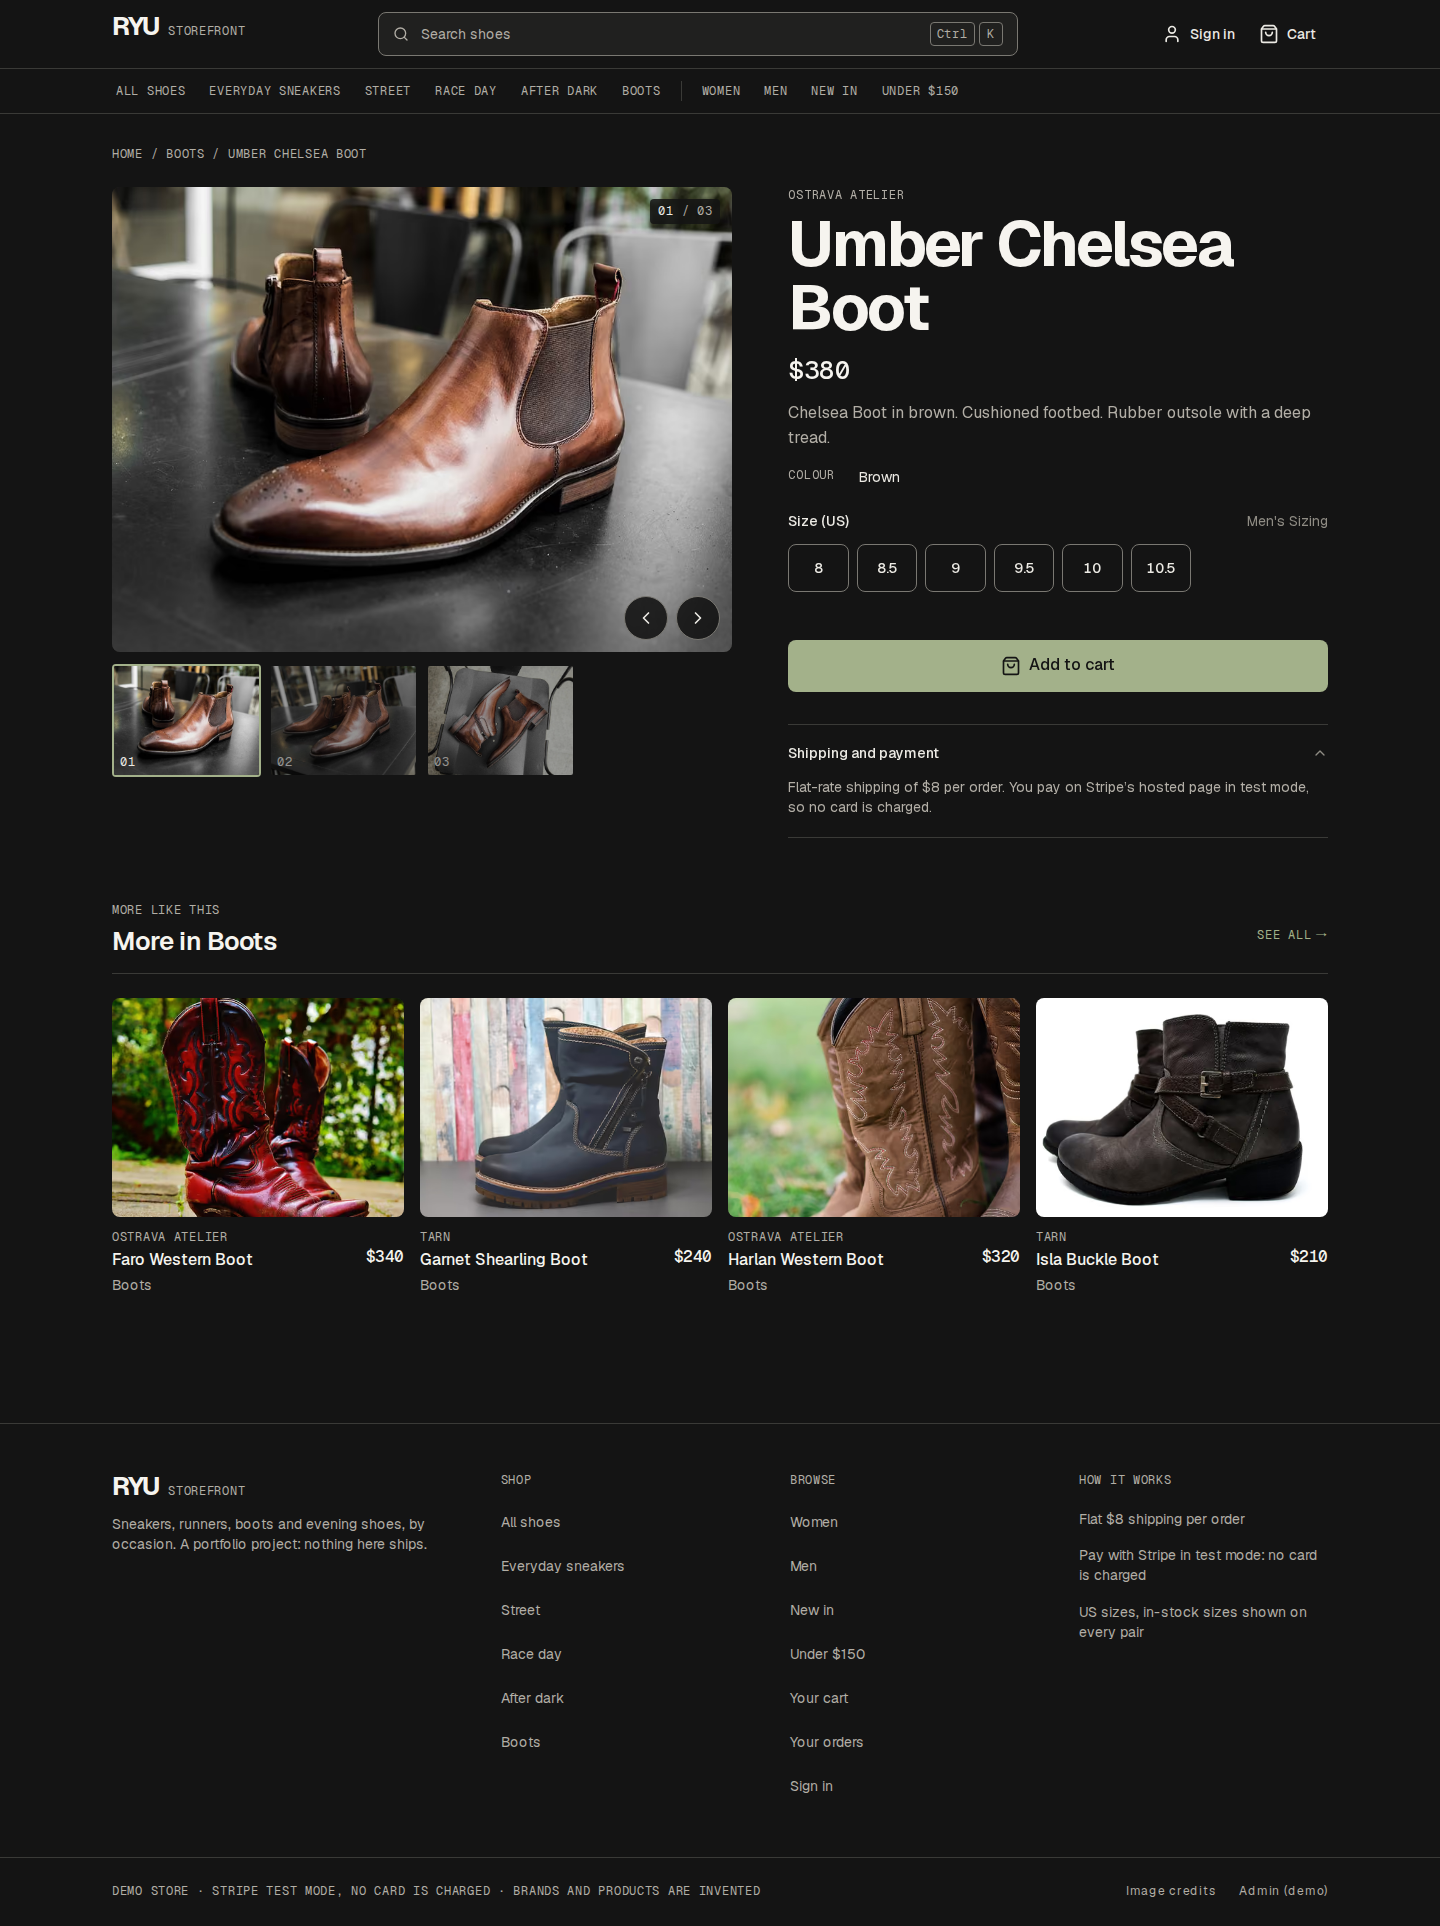 RYU STOREFRONT
Search shoes
Ctrl K
Sign in
Cart
ALL SHOES EVERYDAY SNEAKERS STREET RACE DAY AFTER DARK BOOTS WOMEN MEN NEW IN UNDER $150
HOME / BOOTS / UMBER CHELSEA BOOT
01 / 03
01
02
03
OSTRAVA ATELIER
Umber Chelsea
Boot
$380
Chelsea Boot in brown. Cushioned footbed. Rubber outsole with a deep
tread.
COLOUR Brown
Size (US)
Men's Sizing
8 8.5 9 9.5 10 10.5
Add to cart
Shipping and payment
Flat-rate shipping of $8 per order. You pay on Stripe's hosted page in test mode,
so no card is charged.
MORE LIKE THIS
More in Boots
SEE ALL →
OSTRAVA ATELIER
Faro Western Boot
$340
Boots
TARN
Garnet Shearling Boot
$240
Boots
OSTRAVA ATELIER
Harlan Western Boot
$320
Boots
TARN
Isla Buckle Boot
$210
Boots
RYU STOREFRONT
Sneakers, runners, boots and evening shoes, by
occasion. A portfolio project: nothing here ships.
SHOP
All shoes
Everyday sneakers
Street
Race day
After dark
Boots
BROWSE
Women
Men
New in
Under $150
Your cart
Your orders
Sign in
HOW IT WORKS
Flat $8 shipping per order
Pay with Stripe in test mode: no card
is charged
US sizes, in-stock sizes shown on
every pair
DEMO STORE · STRIPE TEST MODE, NO CARD IS CHARGED · BRANDS AND PRODUCTS ARE INVENTED
Image credits
Admin (demo)